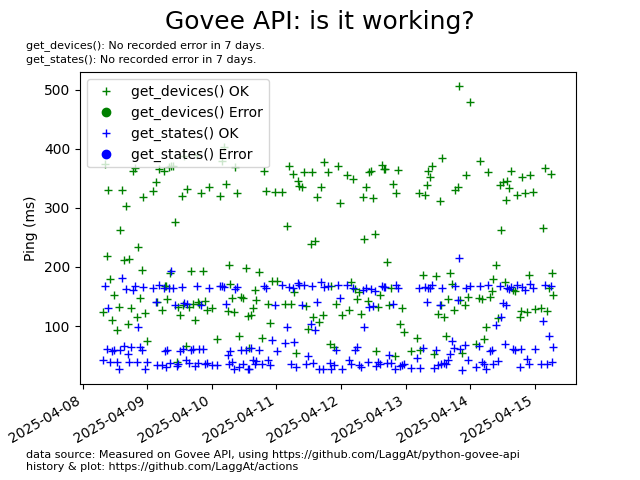 Govee API: is it working?
get_devices(): No recorded error in 7 days.
get_states(): No recorded error in 7 days.
get_devices() OK
get_devices() Error
get_states() OK
get_states() Error
Ping (ms)
500
400
300
200
100
2025-04-08
2025-04-09
2025-04-10
2025-04-11
2025-04-12
2025-04-13
2025-04-14
2025-04-15
data source: Measured on Govee API, using https://github.com/LaggAt/python-govee-api
history & plot: https://github.com/LaggAt/actions